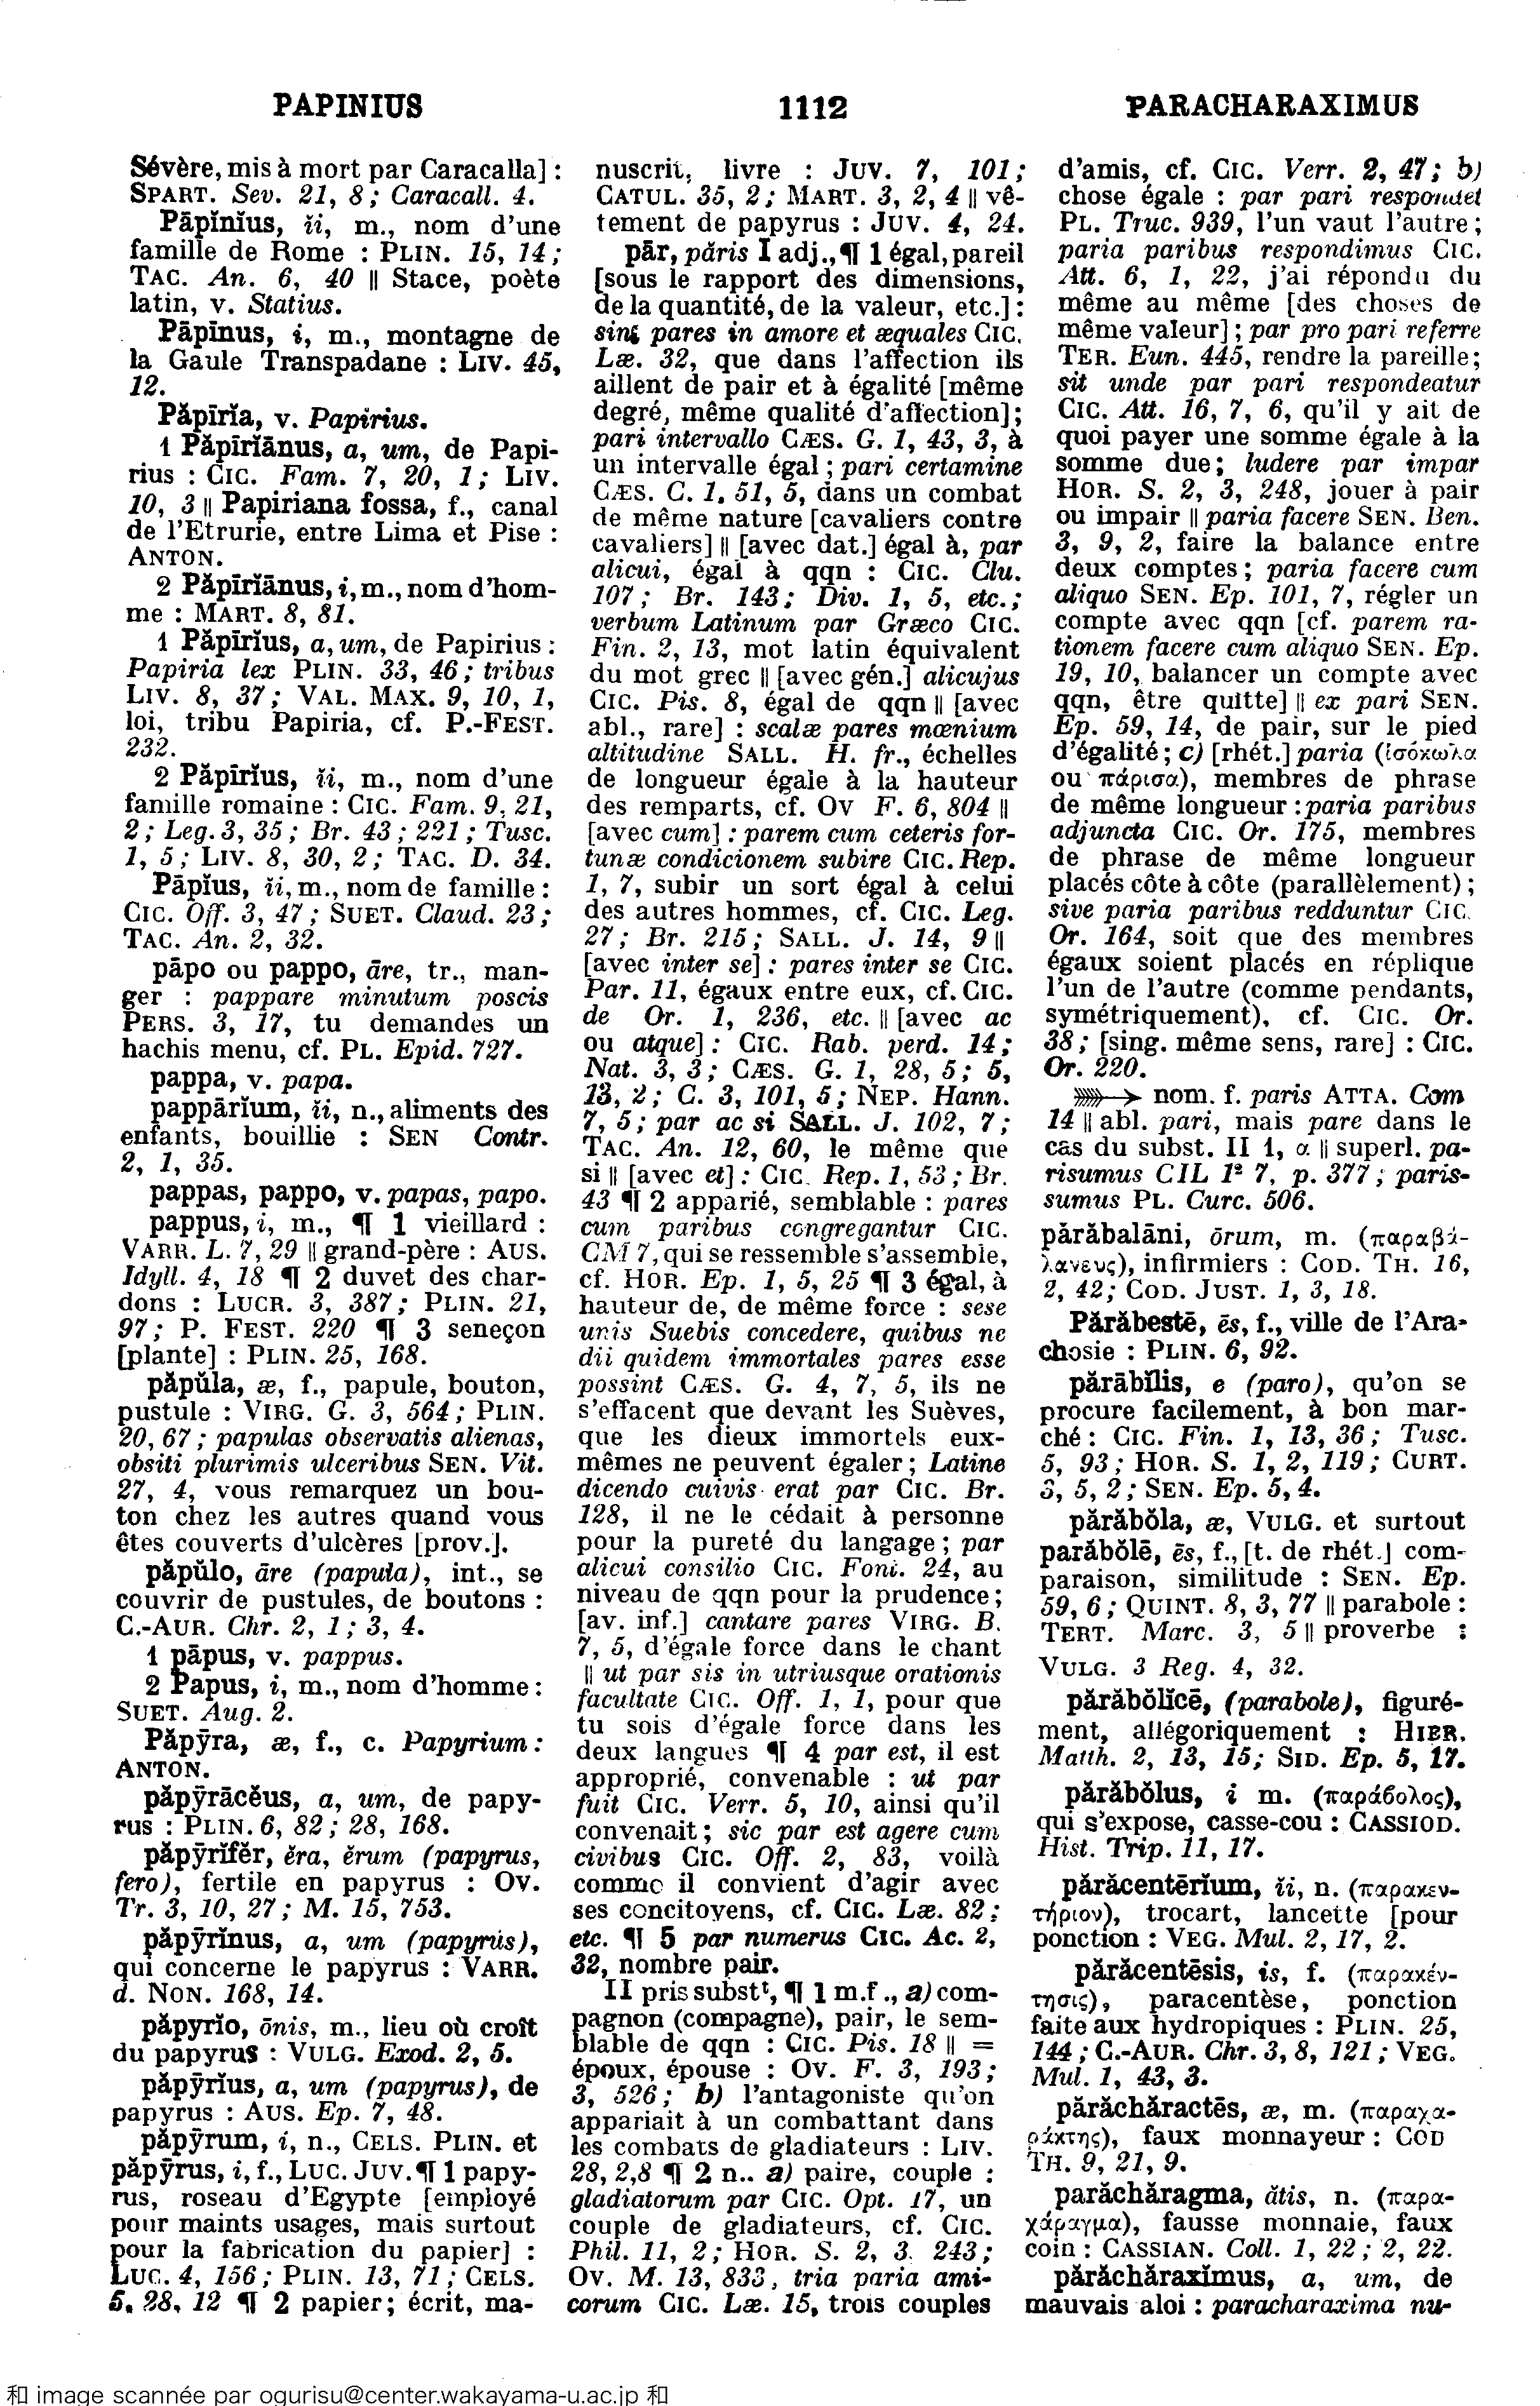 PAPINIUS
1112
PARACHARAXIMUS
Sévère, mis à mort par Caracalla] :
SPART. Sev. 21, 8 ; Caracall. 4.
Pāpĭnĭus, ĭi, m., nom d'une
famille de Rome : PLIN. 15, 14 ;
TAC. An. 6, 40 || Stace, poète
latin, v. Statius.
Pāpīnus, i, m., montagne de
la Gaule Transpadane : LIV. 45,
12.
Păpīrĭa, v. Papirius.
1 Păpīrĭānus, a, um, de Papi-
rius : CIC. Fam. 7, 20, 1 ; LIV.
10, 3 || Papiriana fossa, f., canal
de l'Etrurie, entre Lima et Pise :
ANTON.
2 Păpīrĭānus, i, m., nom d'hom-
me : MART. 8, 81.
1 Păpīrĭus, a, um, de Papirius :
Papiria lex PLIN. 33, 46 ; tribus
LIV. 8, 37 ; VAL. MAX. 9, 10, 1,
loi, tribu Papiria, cf. P.-FEST.
232.
2 Păpīrĭus, ĭi, m., nom d'une
famille romaine : CIC. Fam. 9, 21,
2 ; Leg. 3, 35 ; Br. 43 ; 221 ; Tusc.
1, 5 ; LIV. 8, 30, 2 ; TAC. D. 34.
Pāpĭus, ĭi, m., nom de famille :
CIC. Off. 3, 47 ; SUET. Claud. 23 ;
TAC. An. 2, 32.
pāpo ou pappo, āre, tr., man-
ger : pappare minutum poscis
PERS. 3, 17, tu demandes un
hachis menu, cf. PL. Epid. 727.
pappa, v. papa.
pappārĭum, ĭi, n., aliments des
enfants, bouillie : SEN Contr.
2, 1, 35.
pappas, pappo, v. papas, papo.
pappus, i, m., ¶ 1 vieillard :
VARR. L. 7, 29 || grand-père : AUS.
Idyll. 4, 18 ¶ 2 duvet des char-
dons : LUCR. 3, 387 ; PLIN. 21,
97 ; P. FEST. 220 ¶ 3 seneçon
[plante] : PLIN. 25, 168.
păpŭla, æ, f., papule, bouton,
pustule : VIRG. G. 3, 564 ; PLIN.
20, 67 ; papulas observatis alienas,
obsiti plurimis ulceribus SEN. Vit.
27, 4, vous remarquez un bou-
ton chez les autres quand vous
êtes couverts d'ulcères [prov.].
păpŭlo, āre (papula), int., se
couvrir de pustules, de boutons :
C.-AUR. Chr. 2, 1 ; 3, 4.
1 pāpus, v. pappus.
2 Papus, i, m., nom d'homme :
SUET. Aug. 2.
Păpȳra, æ, f., c. Papyrium :
ANTON.
păpȳrācĕus, a, um, de papy-
rus : PLIN. 6, 82 ; 28, 168.
păpȳrĭfĕr, ĕra, ĕrum (papyrus,
fero), fertile en papyrus : OV.
Tr. 3, 10, 27 ; M. 15, 753.
păpȳrĭnus, a, um (papyrus),
qui concerne le papyrus : VARR.
d. NON. 168, 14.
păpyrĭo, ōnis, m., lieu où croît
du papyrus : VULG. Exod. 2, 5.
păpȳrĭus, a, um (papyrus), de
papyrus : AUS. Ep. 7, 48.
păpȳrum, i, n., CELS. PLIN. et
păpȳrus, i, f., LUC. JUV. ¶ 1 papy-
rus, roseau d'Egypte [employé
pour maints usages, mais surtout
pour la fabrication du papier] :
LUC. 4, 156 ; PLIN. 13, 71 ; CELS.
5, 28, 12 ¶ 2 papier ; écrit, ma-
nuscrit, livre : JUV. 7, 101 ;
CATUL. 35, 2 ; MART. 3, 2, 4 || vê-
tement de papyrus : JUV. 4, 24.
pār, păris I adj., ¶ 1 égal, pareil
[sous le rapport des dimensions,
de la quantité, de la valeur, etc.] :
sint pares in amore et æquales CIC.
Læ. 32, que dans l'affection ils
aillent de pair et à égalité [même
degré, même qualité d'affection] ;
pari intervallo CÆS. G. 1, 43, 3, à
un intervalle égal ; pari certamine
CÆS. C. 1, 51, 5, dans un combat
de même nature [cavaliers contre
cavaliers] || [avec dat.] égal à, par
alicui, égal à qqn : CIC. Clu.
107 ; Br. 143 ; Div. 1, 5, etc. ;
verbum Latinum par Græco CIC.
Fin. 2, 13, mot latin équivalent
du mot grec || [avec gén.] alicujus
CIC. Pis. 8, égal de qqn || [avec
abl., rare] : scalæ pares mœnium
altitudine SALL. H. fr., échelles
de longueur égale à la hauteur
des remparts, cf. OV F. 6, 804 ||
[avec cum] : parem cum ceteris for-
tunæ condicionem subire CIC. Rep.
1, 7, subir un sort égal à celui
des autres hommes, cf. CIC. Leg.
27 ; Br. 215 ; SALL. J. 14, 9 ||
[avec inter se] : pares inter se CIC.
Par. 11, égaux entre eux, cf. CIC.
de Or. 1, 236, etc. || [avec ac
ou atque] : CIC. Rab. perd. 14 ;
Nat. 3, 3 ; CÆS. G. 1, 28, 5 ; 5,
13, 2 ; C. 3, 101, 5 ; NEP. Hann.
7, 5 ; par ac si SALL. J. 102, 7 ;
TAC. An. 12, 60, le même que
si || [avec et] : CIC. Rep. 1, 53 ; Br.
43 ¶ 2 apparié, semblable : pares
cum paribus congregantur CIC.
CM 7, qui se ressemble s'assemble,
cf. HOR. Ep. 1, 5, 25 ¶ 3 égal, à
hauteur de, de même force : sese
unis Suebis concedere, quibus ne
dii quidem immortales pares esse
possint CÆS. G. 4, 7, 5, ils ne
s'effacent que devant les Suèves,
que les dieux immortels eux-
mêmes ne peuvent égaler ; Latine
dicendo cuivis erat par CIC. Br.
128, il ne le cédait à personne
pour la pureté du langage ; par
alicui consilio CIC. Font. 24, au
niveau de qqn pour la prudence ;
[av. inf.] cantare pares VIRG. B.
7, 5, d'égale force dans le chant
|| ut par sis in utriusque orationis
facultate CIC. Off. 1, 1, pour que
tu sois d'égale force dans les
deux langues ¶ 4 par est, il est
approprié, convenable : ut par
fuit CIC. Verr. 5, 10, ainsi qu'il
convenait ; sic par est agere cum
civibus CIC. Off. 2, 83, voilà
comme il convient d'agir avec
ses concitoyens, cf. CIC. Læ. 82 ;
etc. ¶ 5 par numerus CIC. Ac. 2,
32, nombre pair.
II pris substᵗ, ¶ 1 m.f., a) com-
pagnon (compagne), pair, le sem-
blable de qqn : CIC. Pis. 18 || =
époux, épouse : OV. F. 3, 193 ;
3, 526 ; b) l'antagoniste qu'on
appariait à un combattant dans
les combats de gladiateurs : LIV.
28, 2, 8 ¶ 2 n.. a) paire, couple :
gladiatorum par CIC. Opt. 17, un
couple de gladiateurs, cf. CIC.
Phil. 11, 2 ; HOR. S. 2, 3, 243 ;
OV. M. 13, 833, tria paria ami-
corum CIC. Læ. 15, trois couples
d'amis, cf. CIC. Verr. 2, 47 ; b)
chose égale : par pari respondet
PL. Truc. 939, l'un vaut l'autre ;
paria paribus respondimus CIC.
Att. 6, 1, 22, j'ai répondu du
même au même [des choses de
même valeur] ; par pro pari referre
TER. Eun. 445, rendre la pareille ;
sit unde par pari respondeatur
CIC. Att. 16, 7, 6, qu'il y ait de
quoi payer une somme égale à la
somme due ; ludere par impar
HOR. S. 2, 3, 248, jouer à pair
ou impair || paria facere SEN. Ben.
3, 9, 2, faire la balance entre
deux comptes ; paria facere cum
aliquo SEN. Ep. 101, 7, régler un
compte avec qqn [cf. parem ra-
tionem facere cum aliquo SEN. Ep.
19, 10, balancer un compte avec
qqn, être quitte] || ex pari SEN.
Ep. 59, 14, de pair, sur le pied
d'égalité ; c) [rhét.] paria (ἰσόκωλα
ou πάρισα), membres de phrase
de même longueur : paria paribus
adjuncta CIC. Or. 175, membres
de phrase de même longueur
placés côte à côte (parallèlement) ;
sive paria paribus redduntur CIC.
Or. 164, soit que des membres
égaux soient placés en réplique
l'un de l'autre (comme pendants,
symétriquement), cf. CIC. Or.
38 ; [sing. même sens, rare] : CIC.
Or. 220.
➳ nom. f. paris ATTA. Com
14 || abl. pari, mais pare dans le
cas du subst. II 1, α || superl. pa-
risumus CIL 1² 7, p. 377 ; paris-
sumus PL. Curc. 506.
părăbalāni, ōrum, m. (παραβά-
λανευς), infirmiers : COD. TH. 16,
2, 42 ; COD. JUST. 1, 3, 18.
Părăbestē, ēs, f., ville de l'Ara-
chosie : PLIN. 6, 92.
părābĭlis, e (paro), qu'on se
procure facilement, à bon mar-
ché : CIC. Fin. 1, 13, 36 ; Tusc.
5, 93 ; HOR. S. 1, 2, 119 ; CURT.
3, 5, 2 ; SEN. Ep. 5, 4.
părăbŏla, æ, VULG. et surtout
parăbŏlē, ēs, f., [t. de rhét.] com-
paraison, similitude : SEN. Ep.
59, 6 ; QUINT. 8, 3, 77 || parabole :
TERT. Marc. 3, 5 || proverbe :
VULG. 3 Reg. 4, 32.
părăbŏlĭcē, (parabole), figuré-
ment, allégoriquement : HIER.
Matth. 2, 13, 15 ; SID. Ep. 5, 17.
părăbŏlus, i m. (παράβολος),
qui s'expose, casse-cou : CASSIOD.
Hist. Trip. 11, 17.
părăcentērĭum, ĭi, n. (παρακεν-
τήριον), trocart, lancette [pour
ponction : VEG. Mul. 2, 17, 2.
părăcentēsis, is, f. (παρακέν-
τησις), paracentèse, ponction
faite aux hydropiques : PLIN. 25,
144 ; C.-AUR. Chr. 3, 8, 121 ; VEG.
Mul. 1, 43, 3.
părăchăractēs, æ, m. (παραχα-
ράκτης), faux monnayeur : COD
TH. 9, 21, 9.
parăchăragma, ătis, n. (παρα-
χάραγμα), fausse monnaie, faux
coin : CASSIAN. Coll. 1, 22 ; 2, 22.
părăchăraxĭmus, a, um, de
mauvais aloi : paracharaxima nu-
和 image scannée par ogurisu@center.wakayama-u.ac.jp 和